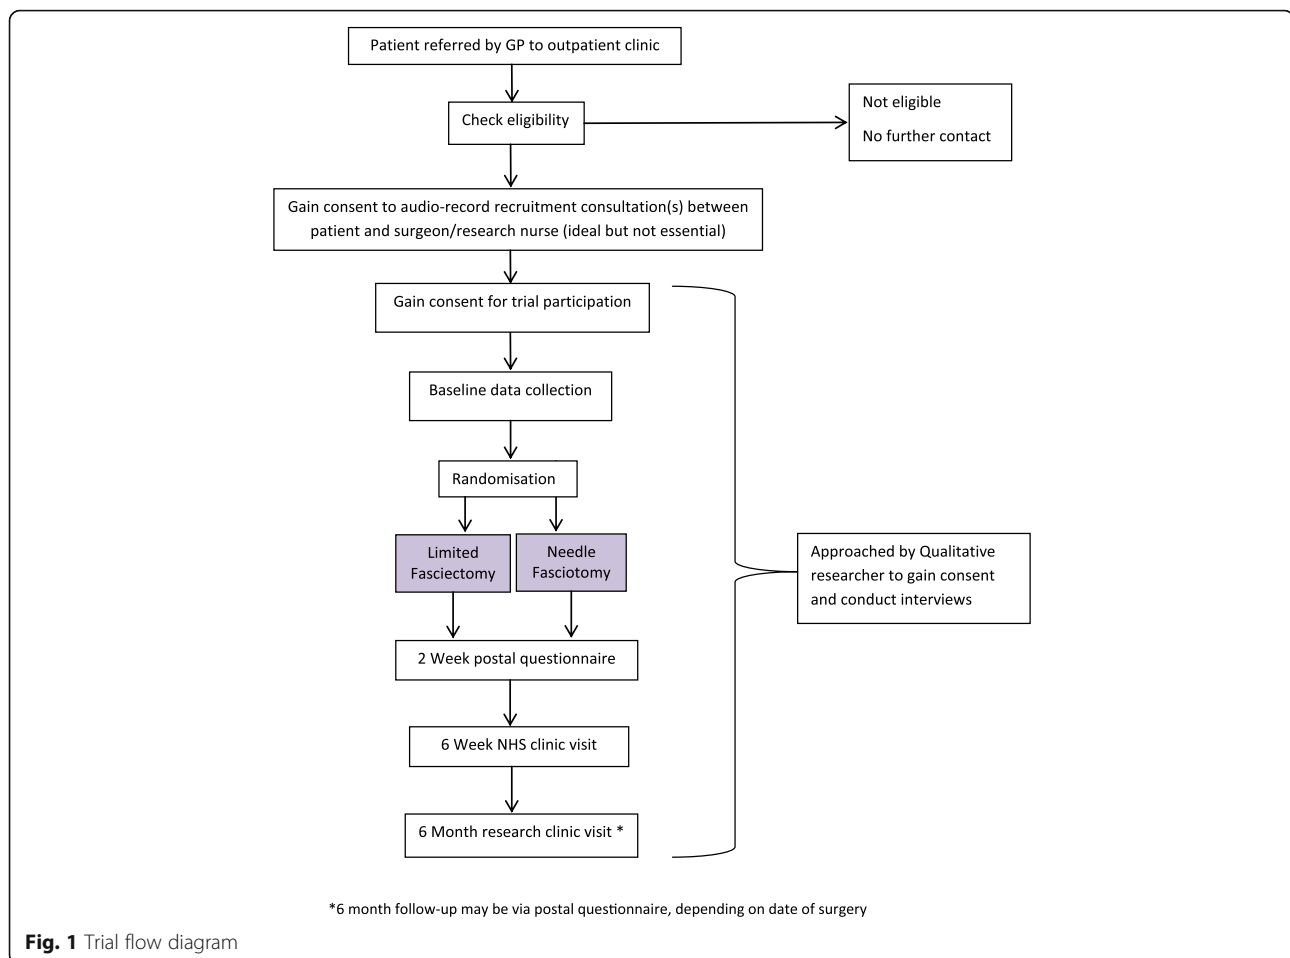 Patient referred by GP to outpatient clinic
Check eligibility
Not eligible
No further contact
Gain consent to audio-record recruitment consultation(s) between
patient and surgeon/research nurse (ideal but not essential)
Gain consent for trial participation
Baseline data collection
Randomisation
Limited
Fasciectomy
Needle
Fasciotomy
Approached by Qualitative
researcher to gain consent
and conduct interviews
2 Week postal questionnaire
6 Week NHS clinic visit
6 Month research clinic visit *
*6 month follow-up may be via postal questionnaire, depending on date of surgery
Fig. 1 Trial flow diagram